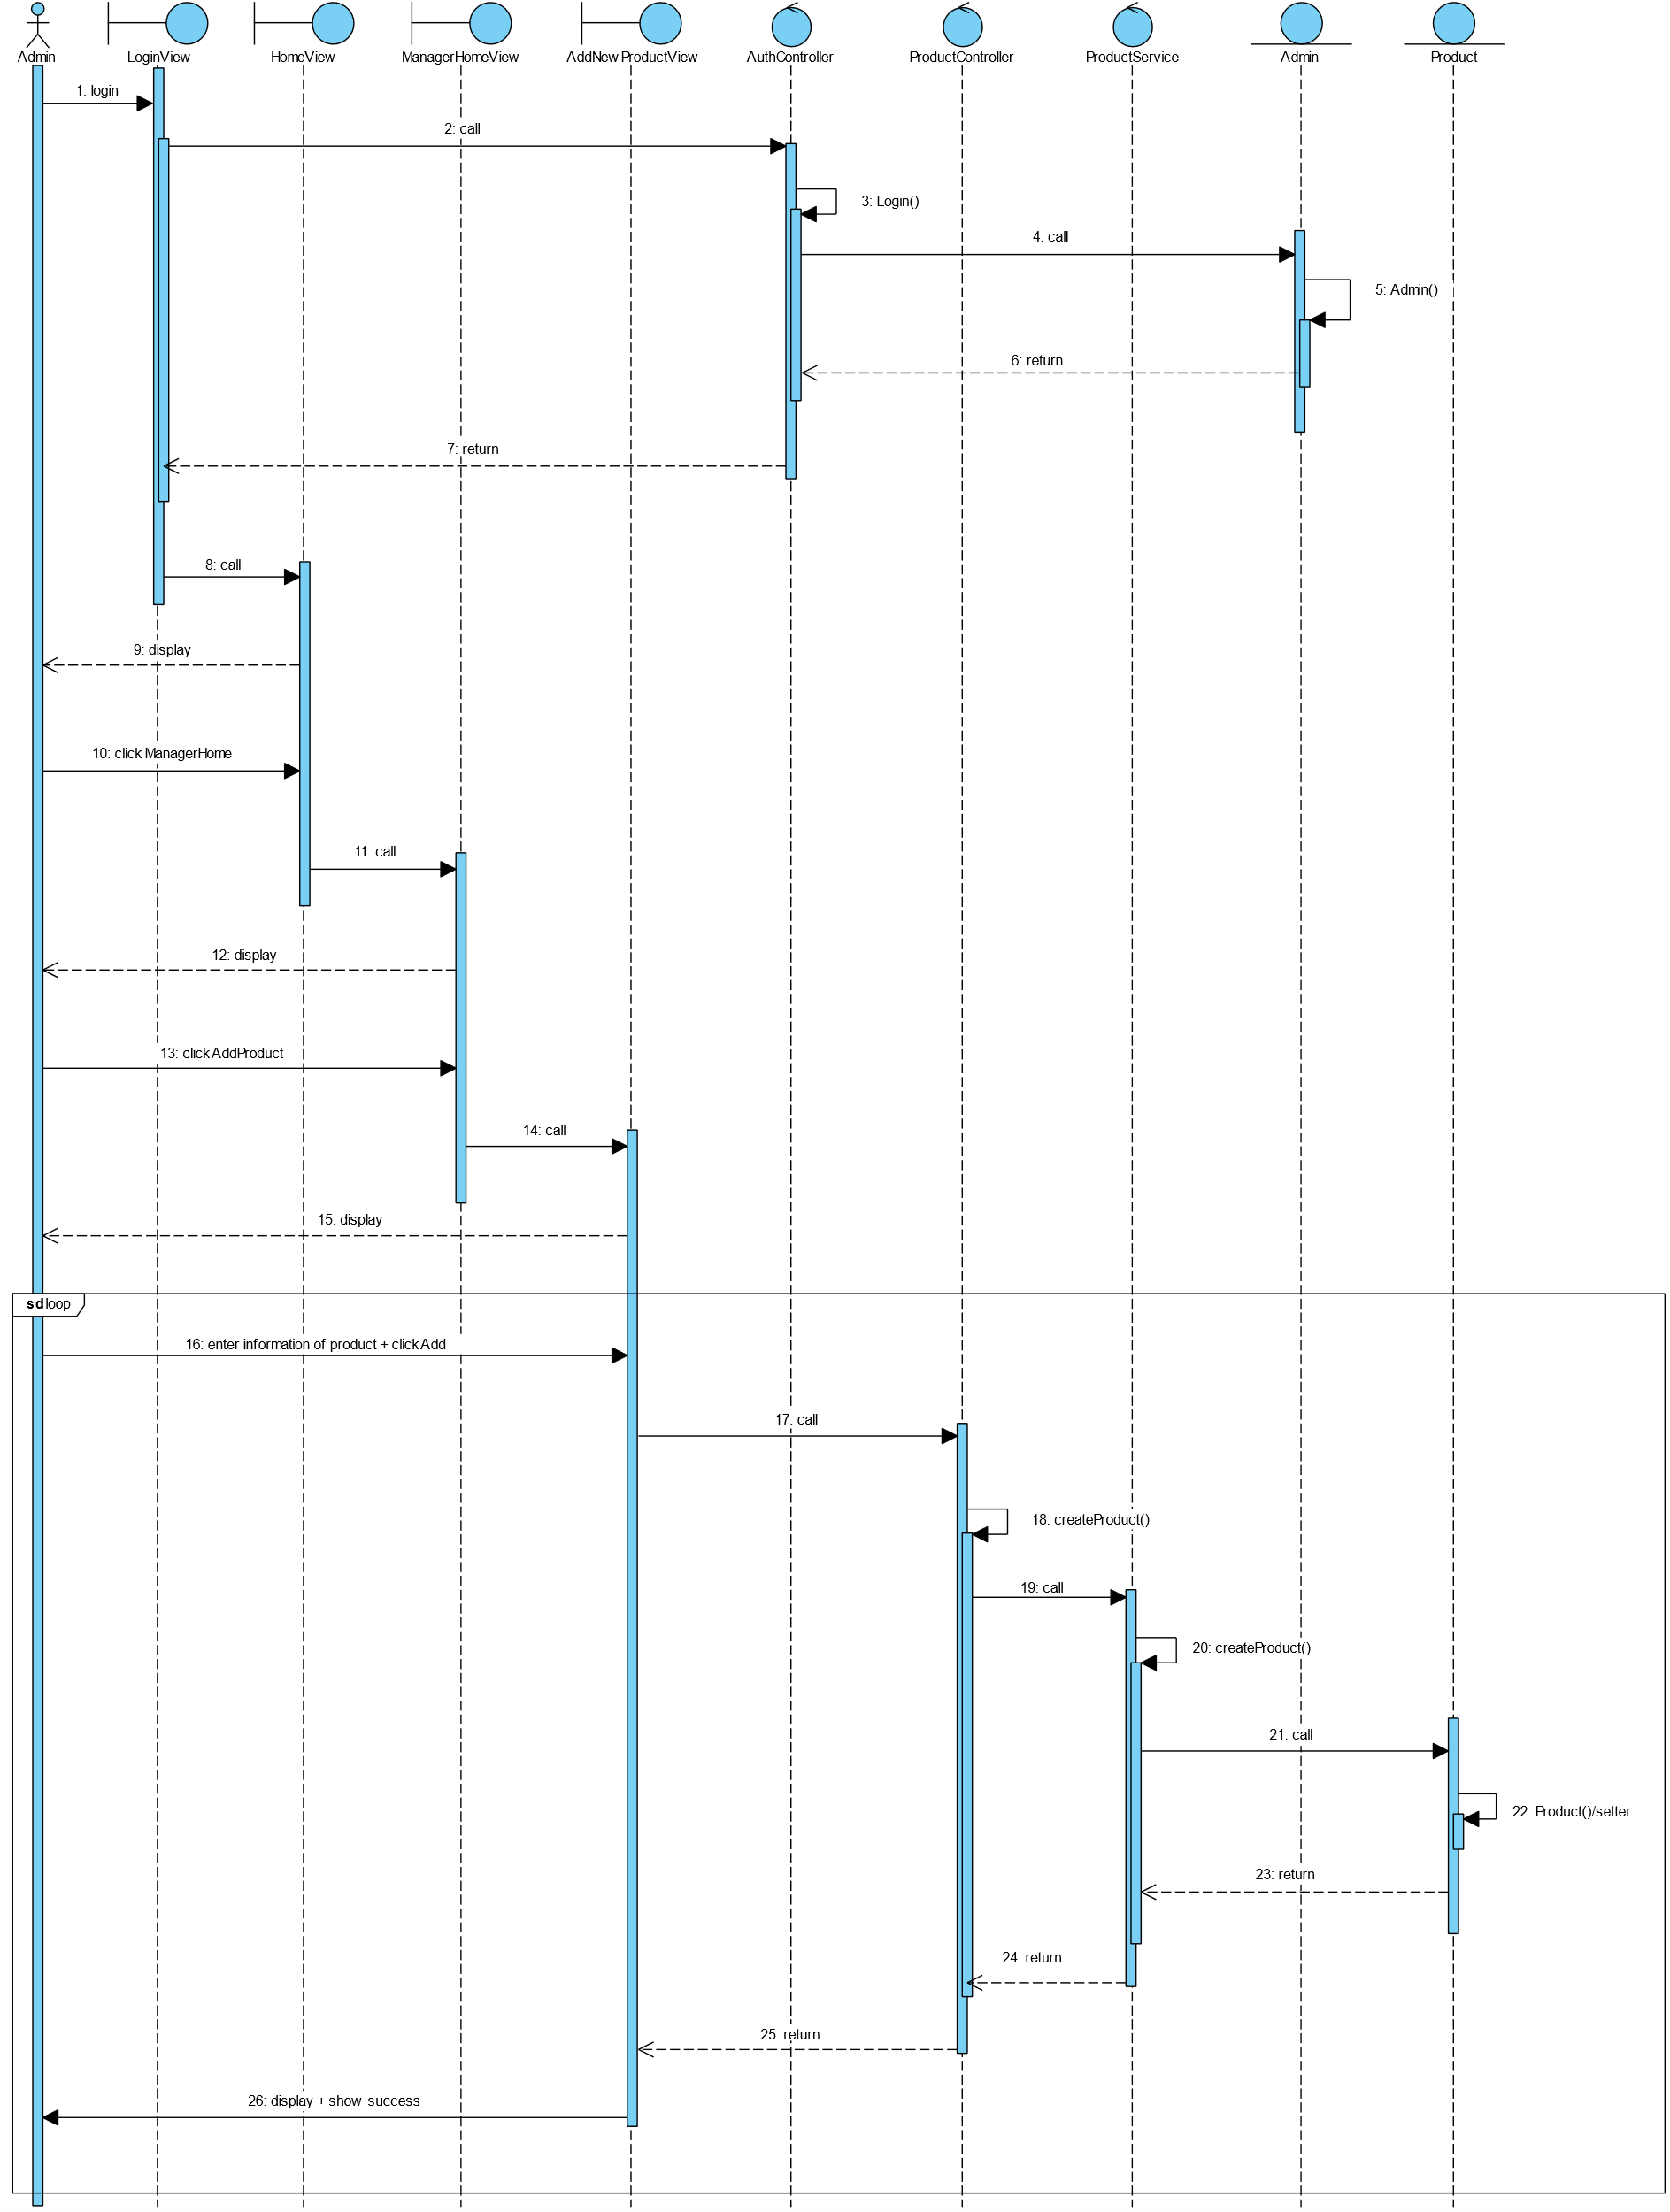 Admin
LoginView
HomeView
ManagerHomeView
AddNewProductView
AuthController
ProductController
ProductService
Admin
Product
1: login
2: call
3: Login()
4: call
5: Admin()
6: return
7: return
8: call
9: display
10: click ManagerHome
11: call
12: display
13: click AddProduct
14: call
15: display
sd loop
16: enter information of product + click Add
17: call
18: createProduct()
19: call
20: createProduct()
21: call
22: Product()/setter
23: return
24: return
25: return
26: display + show success